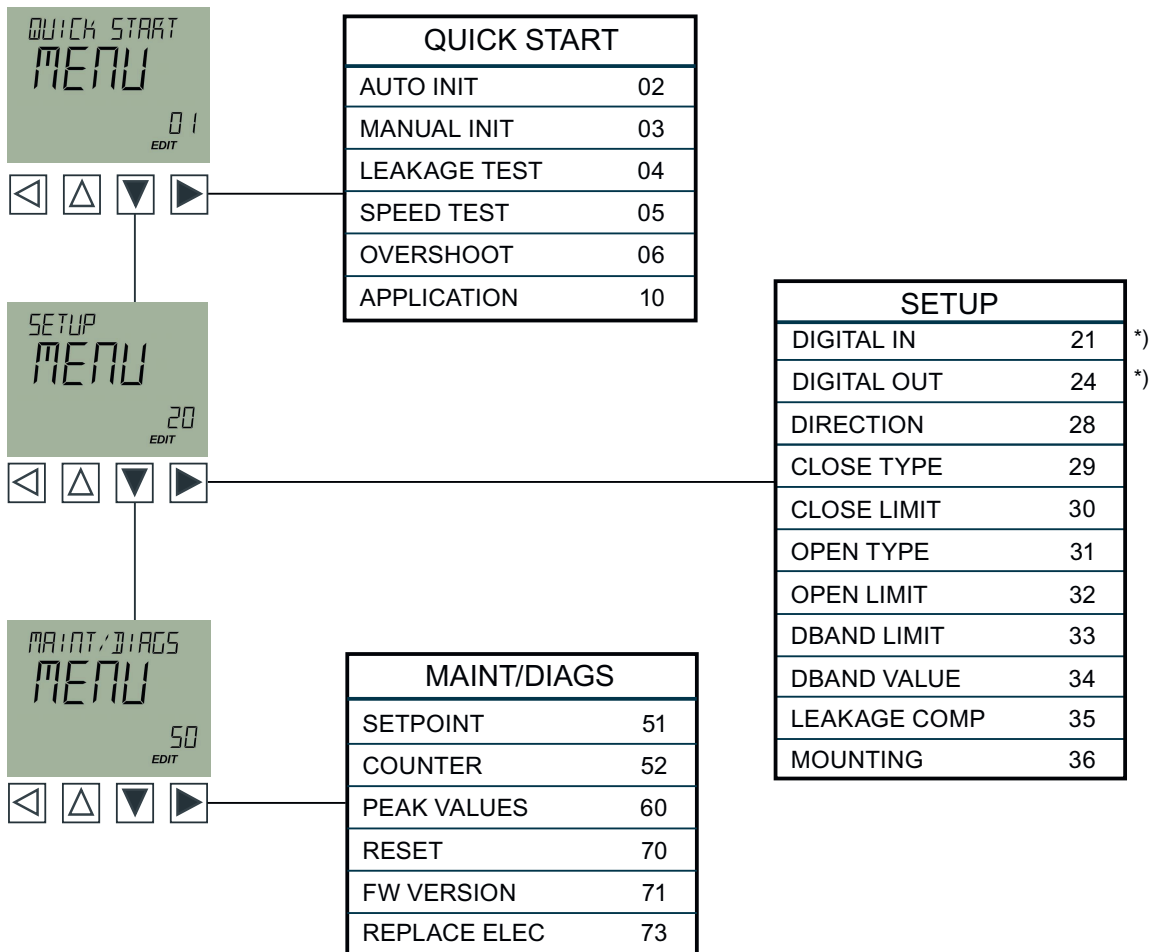 QUICK START
MENU
01
EDIT
QUICK START
AUTO INIT 02
MANUAL INIT 03
LEAKAGE TEST 04
SPEED TEST 05
OVERSHOOT 06
APPLICATION 10
SETUP
MENU
20
EDIT
SETUP
DIGITAL IN 21 *)
DIGITAL OUT 24 *)
DIRECTION 28
CLOSE TYPE 29
CLOSE LIMIT 30
OPEN TYPE 31
OPEN LIMIT 32
DBAND LIMIT 33
DBAND VALUE 34
LEAKAGE COMP 35
MOUNTING 36
MAINT/DIAGS
MENU
50
EDIT
MAINT/DIAGS
SETPOINT 51
COUNTER 52
PEAK VALUES 60
RESET 70
FW VERSION 71
REPLACE ELEC 73